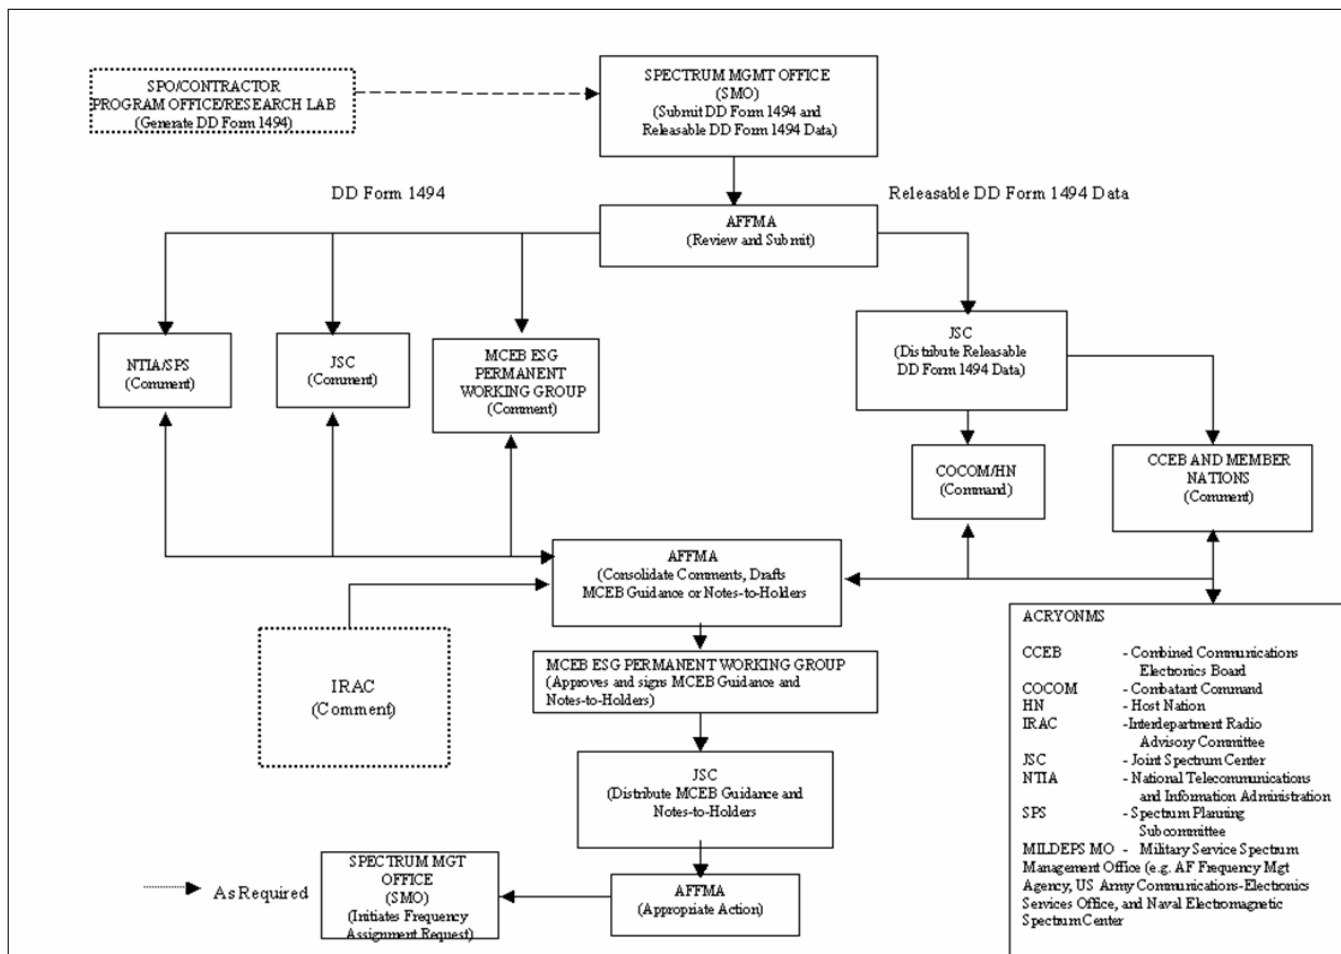 SPO/CONTRACTOR
PROGRAM OFFICE/RESEARCH LAB
(Generate DD Form 1494)
SPECTRUM MGMT OFFICE
(SMO)
(Submit DD Form 1494 and
Releasable DD Form 1494 Data)
DD Form 1494
Releasable DD Form 1494 Data
AFFMA
(Review and Submit)
NTIA/SPS
(Comment)
JSC
(Comment)
MCEB ESG
PERMANENT
WORKING GROUP
(Comment)
JSC
(Distribute Releasable
DD Form 1494 Data)
COCOM/HN
(Command)
CCEB AND MEMBER
NATIONS
(Comment)
AFFMA
(Consolidate Comments, Drafts
MCEB Guidance or Notes-to-Holders
IRAC
(Comment)
MCEB ESG PERMANENT WORKING GROUP
(Approves and signs MCEB Guidance and
Notes-to-Holders)
JSC
(Distribute MCEB Guidance and
Notes-to-Holders
AFFMA
(Appropriate Action)
SPECTRUM MGT
OFFICE
(SMO)
(Initiates Frequency
Assignment Request)
As Required
ACRYONMS
CCEB - Combined Communications
Electronics Board
COCOM - Combatant Command
HN - Host Nation
IRAC -Interdepartment Radio
Advisory Committee
JSC - Joint Spectrum Center
NTIA - National Telecommunications
and Information Administration
SPS - Spectrum Planning
Subcommittee
MILDEPS MO - Military Service Spectrum
Management Office (e.g. AF Frequency Mgt
Agency, US Army Communications-Electronics
Services Office, and Naval Electromagnetic
Spectrum Center